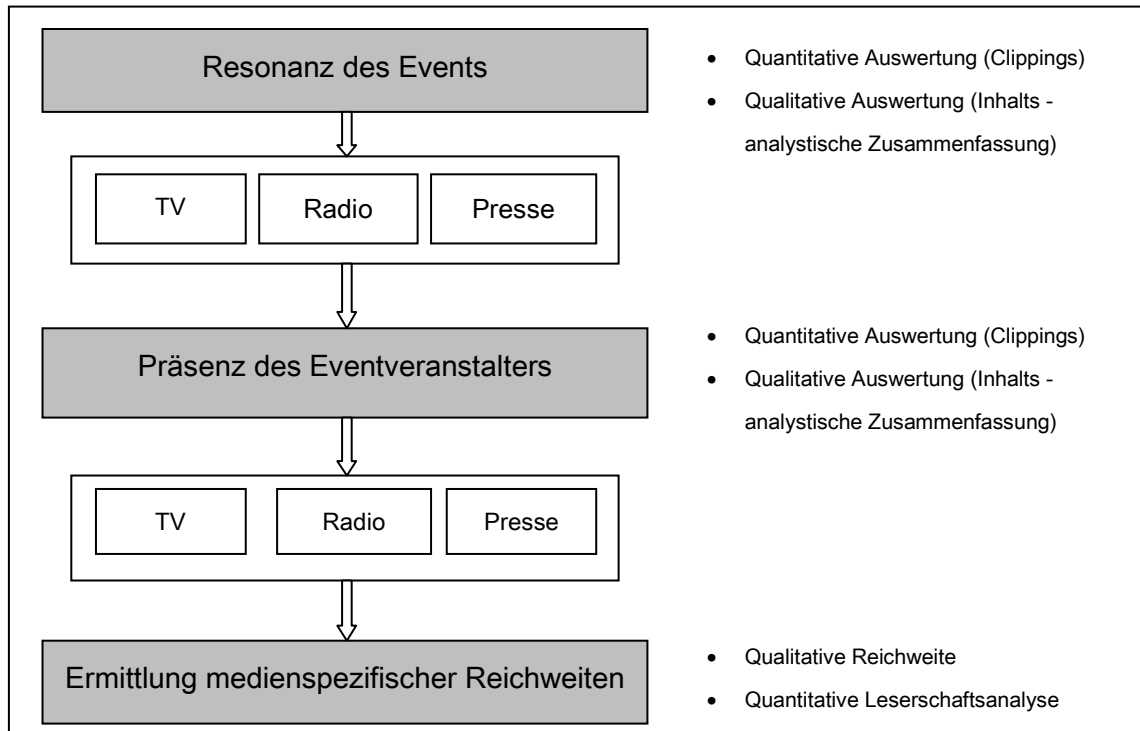 Resonanz des Events
• Quantitative Auswertung (Clippings)
• Qualitative Auswertung (Inhalts -
analystische Zusammenfassung)
TV
Radio
Presse
Präsenz des Eventveranstalters
• Quantitative Auswertung (Clippings)
• Qualitative Auswertung (Inhalts -
analystische Zusammenfassung)
TV
Radio
Presse
Ermittlung medienspezifischer Reichweiten
• Qualitative Reichweite
• Quantitative Leserschaftsanalyse